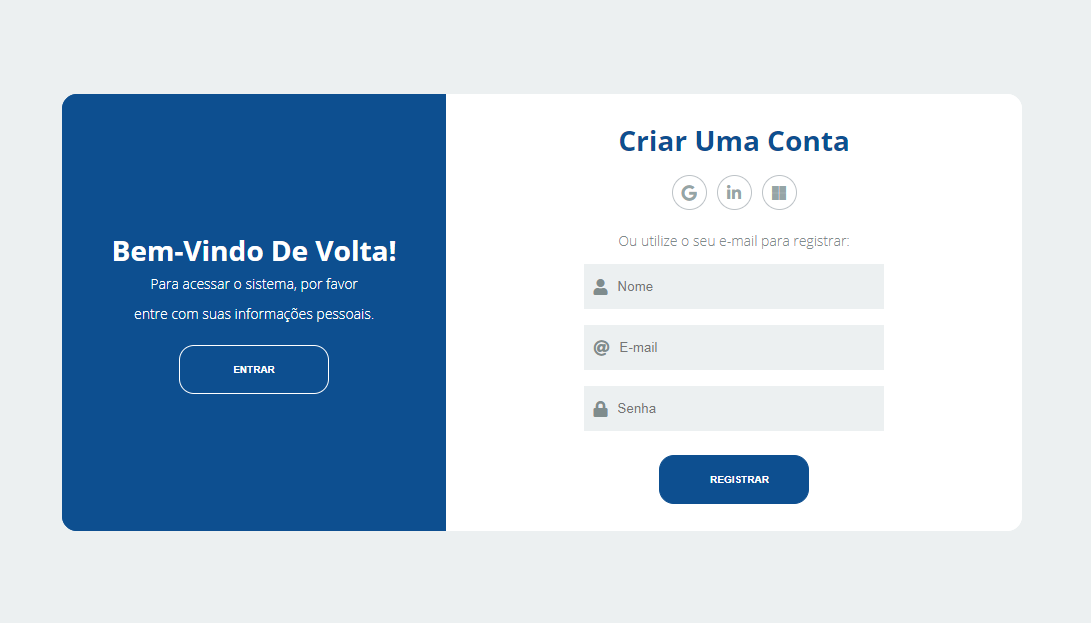 Bem-Vindo De Volta!
Para acessar o sistema, por favor
entre com suas informações pessoais.
ENTRAR
Criar Uma Conta
G in
Ou utilize o seu e-mail para registrar:
Nome
@ E-mail
Senha
REGISTRAR